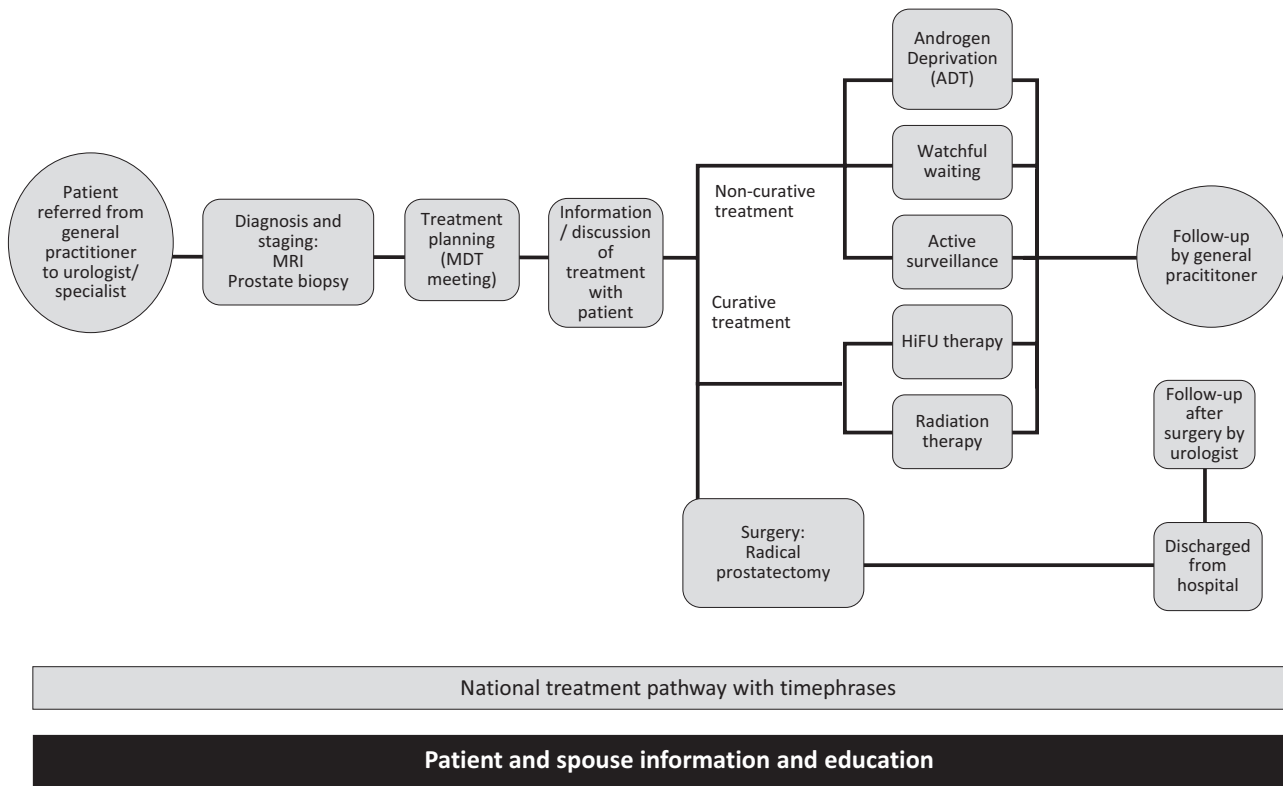 Patient
referred from
general
practitioner
to urologist/
specialist
Diagnosis and
staging:
MRI
Prostate biopsy
Treatment
planning
(MDT
meeting)
Information
/ discussion
of
treatment
with
patient
Non-curative
treatment
Curative
treatment
Androgen
Deprivation
(ADT)
Watchful
waiting
Active
surveillance
HiFU therapy
Radiation
therapy
Surgery:
Radical
prostatectomy
Follow-up
by general
pracititoner
Follow-up
after
surgery by
urologist
Discharged
from
hospital
National treatment pathway with timephrases
Patient and spouse information and education